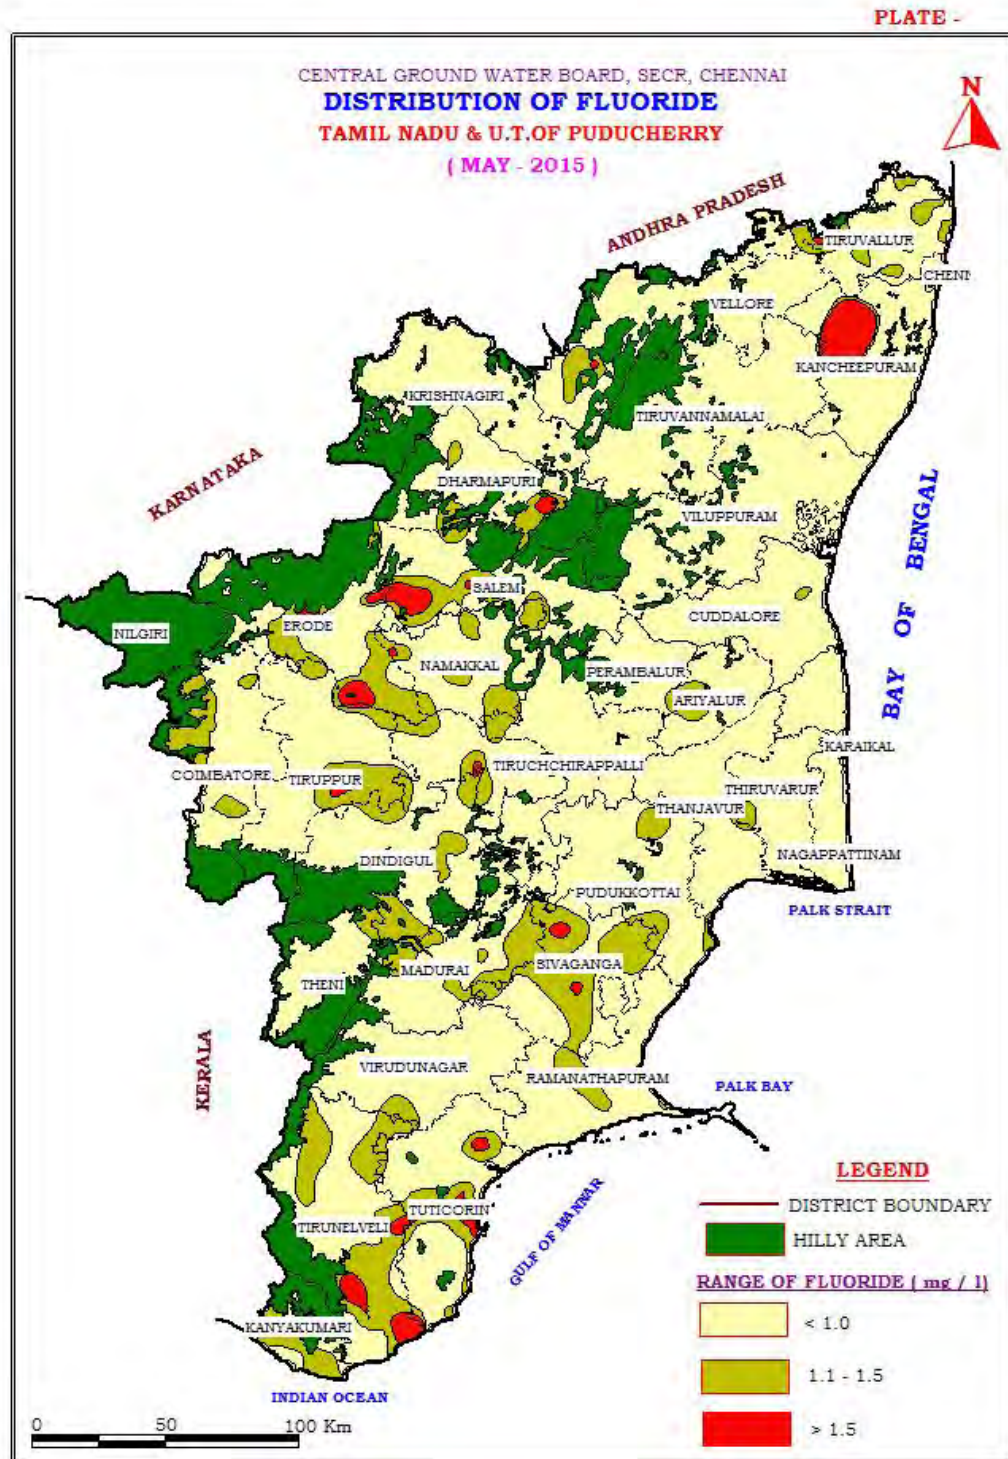 PLATE -
CENTRAL GROUND WATER BOARD, SECR, CHENNAI
DISTRIBUTION OF FLUORIDE
TAMIL NADU & U.T.OF PUDUCHERRY
( MAY - 2015 )
N
ANDHRA PRADESH
TIRUVALLUR
CHENN
VELLORE
KANCHEEPURAM
KRISHNAGIRI
TIRUVANNAMALAI
KARNATAKA
DHARMAPURI
VILUPPURAM
BAY OF BENGAL
SALEM
CUDDALORE
NILGIRI
ERODE
NAMAKKAL
PERAMBALUR
ARIYALUR
KARAIKAL
COIMBATORE
TIRUPPUR
TIRUCHCHIRAPPALLI
THIRUVARUR
THANJAVUR
DINDIGUL
NAGAPPATTINAM
PUDUKKOTTAI
PALK STRAIT
MADURAI
SIVAGANGA
THENI
KERALA
VIRUDUNAGAR
RAMANATHAPURAM
PALK BAY
TUTICORIN
TIRUNELVELI
GULF OF MANNAR
KANYAKUMARI
INDIAN OCEAN
LEGEND
DISTRICT BOUNDARY
HILLY AREA
RANGE OF FLUORIDE ( mg / l)
< 1.0
1.1 - 1.5
> 1.5
0 50 100 Km